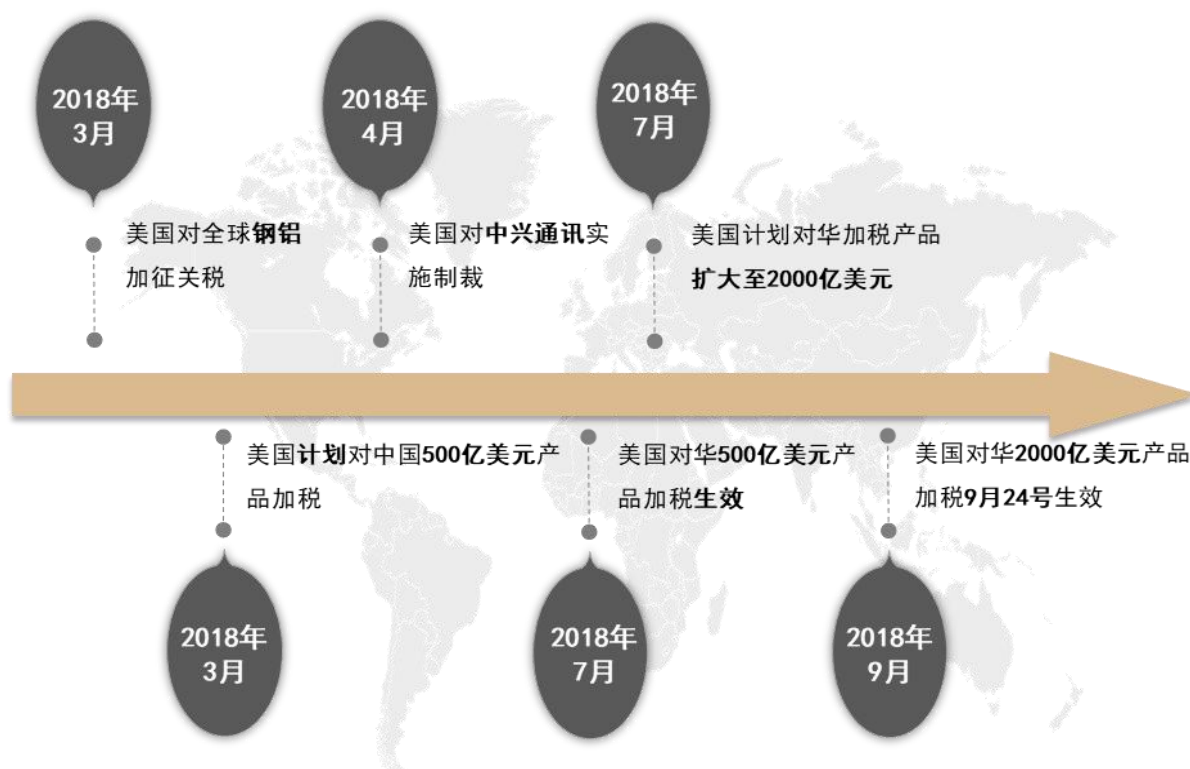 2018年
3月
美国对全球钢铝
加征关税
2018年
4月
美国对中兴通讯实
施制裁
2018年
7月
美国计划对华加税产品
扩大至2000亿美元
美国计划对中国500亿美元产
品加税
2018年
3月
美国对华500亿美元产
品加税生效
2018年
7月
美国对华2000亿美元产品
加税9月24号生效
2018年
9月